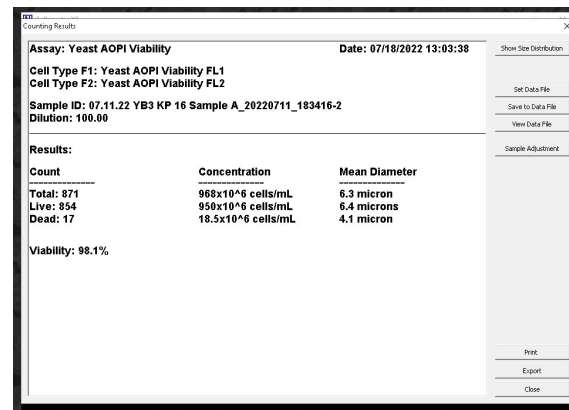 Counting Results
Assay: Yeast AOPI Viability Date: 07/18/2022 13:03:38
Cell Type F1: Yeast AOPI Viability FL1
Cell Type F2: Yeast AOPI Viability FL2
Sample ID: 07.11.22 YB3 KP 16 Sample A_20220711_183416-2
Dilution: 100.00
Results:
Count Concentration Mean Diameter
Total: 871 968x10^6 cells/mL 6.3 micron
Live: 854 950x10^6 cells/mL 6.4 microns
Dead: 17 18.5x10^6 cells/mL 4.1 micron
Viability: 98.1%
Show Size Distribution
Set Data File
Save to Data File
View Data File
Sample Adjustment
Print
Export
Close